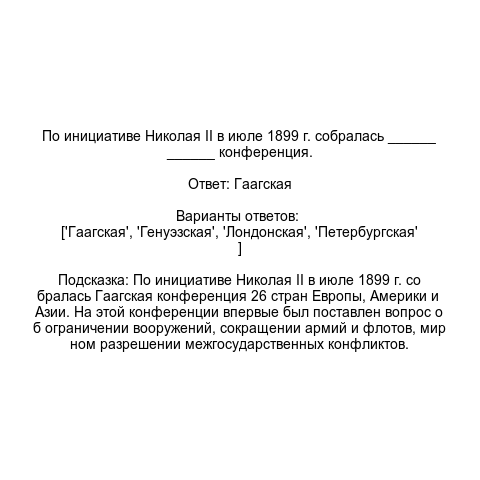 По инициативе Николая II в июле 1899 г. собралась ______
______ конференция.
Ответ: Гаагская
Варианты ответов:
['Гаагская', 'Генуэзская', 'Лондонская', 'Петербургская'
]
Подсказка: По инициативе Николая II в июле 1899 г. со
бралась Гаагская конференция 26 стран Европы, Америки и
Азии. На этой конференции впервые был поставлен вопрос о
б ограничении вооружений, сокращении армий и флотов, мир
ном разрешении межгосударственных конфликтов.